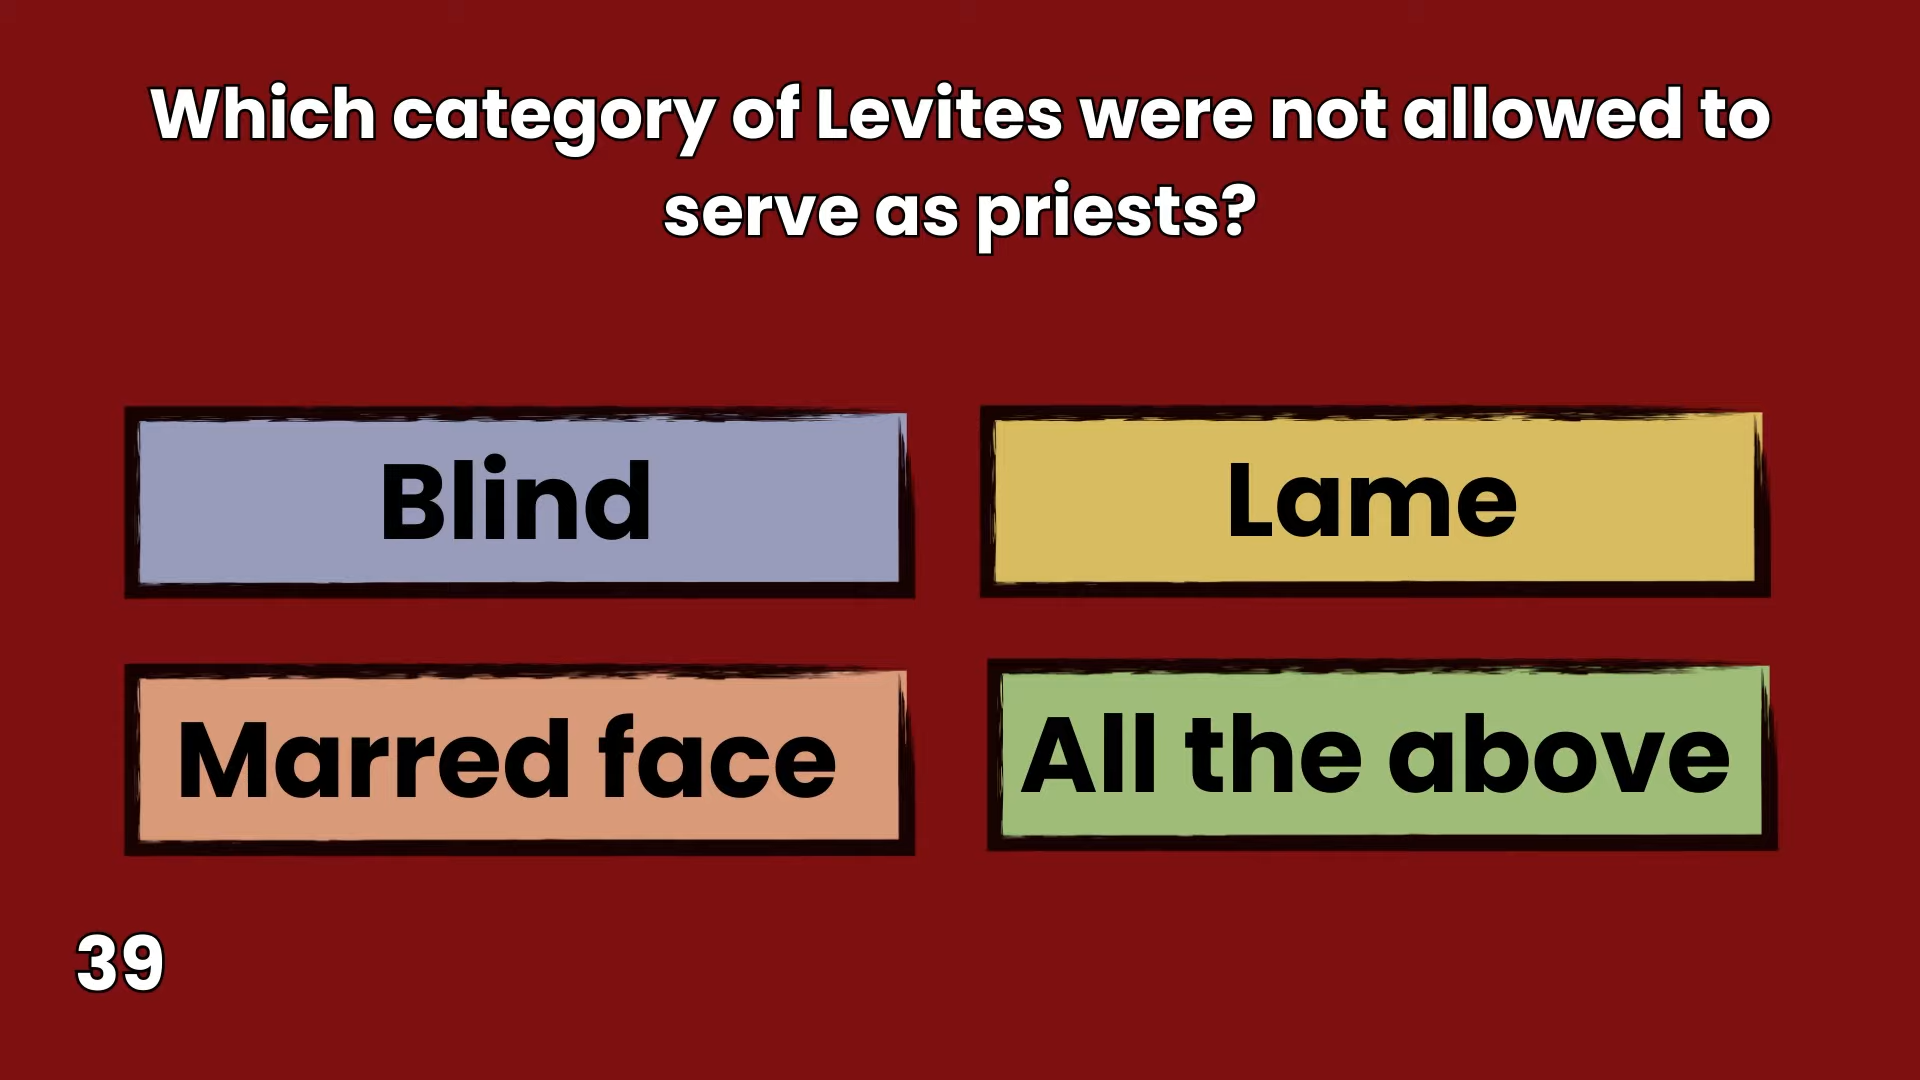 Which category of Levites were not allowed to
serve as priests?
Blind
Lame
Marred face
All the above
39